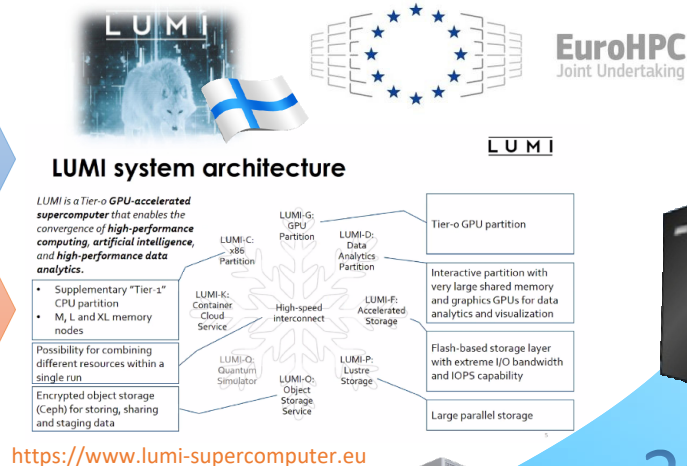 LUMI
EuroHPC
Joint Undertaking
LUMI
LUMI system architecture
LUMI is a Tier-0 GPU-accelerated
supercomputer that enables the
convergence of high-performance
computing, artificial intelligence,
and high-performance data
analytics.
• Supplementary “Tier-1”
CPU partition
• M, L and XL memory
nodes
Possibility for combining
different resources within a
single run
Encrypted object storage
(Ceph) for storing, sharing
and staging data
LUMI-C:
x86
Partition
LUMI-G:
GPU
Partition
LUMI-D:
Data
Analytics
Partition
LUMI-K:
Container
Cloud
Service
High-speed
interconnect
LUMI-F:
Accelerated
Storage
LUMI-Q:
Quantum
Simulator
LUMI-O:
Object
Storage
Service
LUMI-P:
Lustre
Storage
Tier-0 GPU partition
Interactive partition with
very large shared memory
and graphics GPUs for data
analytics and visualization
Flash-based storage layer
with extreme I/O bandwidth
and IOPS capability
Large parallel storage
https://www.lumi-supercomputer.eu